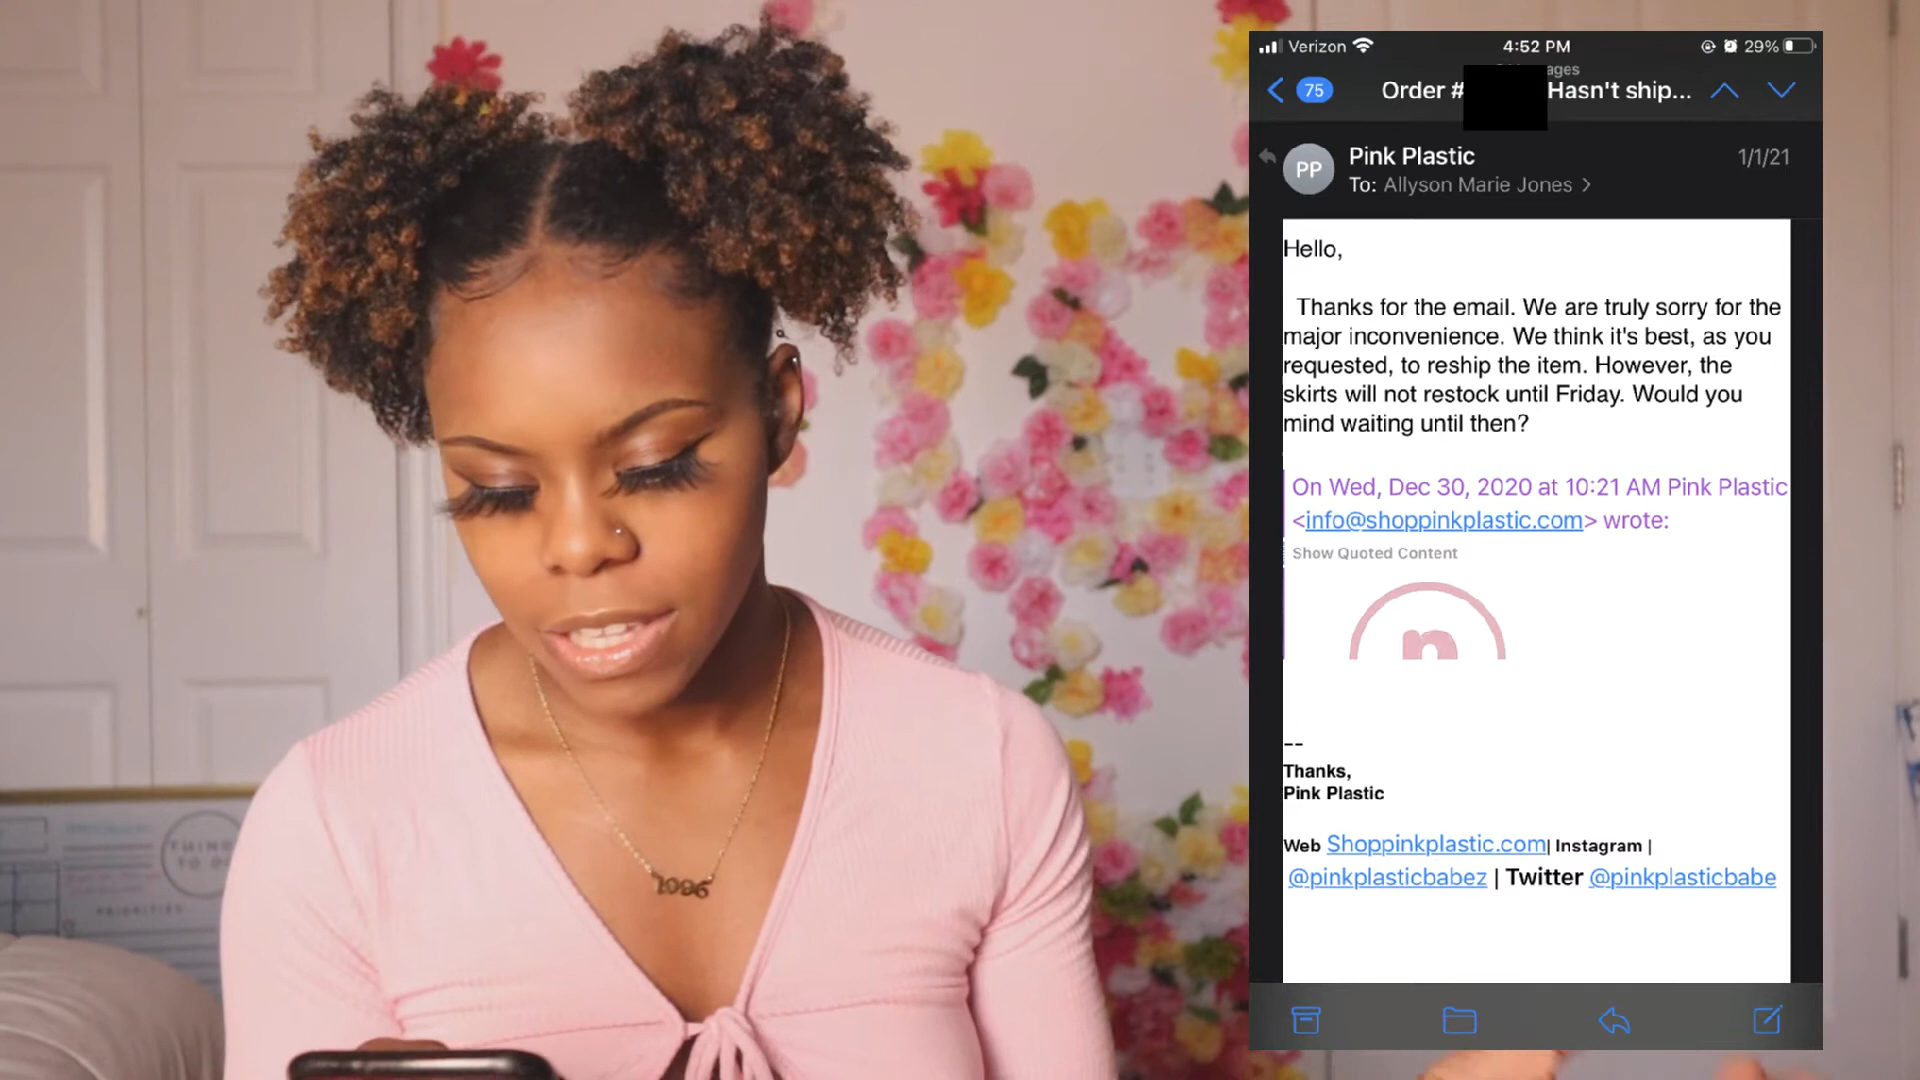 Verizon 4:52 PM 29%
75 Order # Hasn't ship...
PP Pink Plastic 1/1/21
To: Allyson Marie Jones
Hello,
Thanks for the email. We are truly sorry for the
major inconvenience. We think it's best, as you
requested, to reship the item. However, the
skirts will not restock until Friday. Would you
mind waiting until then?
On Wed, Dec 30, 2020 at 10:21 AM Pink Plastic
<info@shoppinkplastic.com> wrote:
Show Quoted Content
--
Thanks,
Pink Plastic
Web Shoppinkplastic.com| Instagram |
@pinkplasticbabez | Twitter @pinkplasticbabe
1996
PRIORITIES